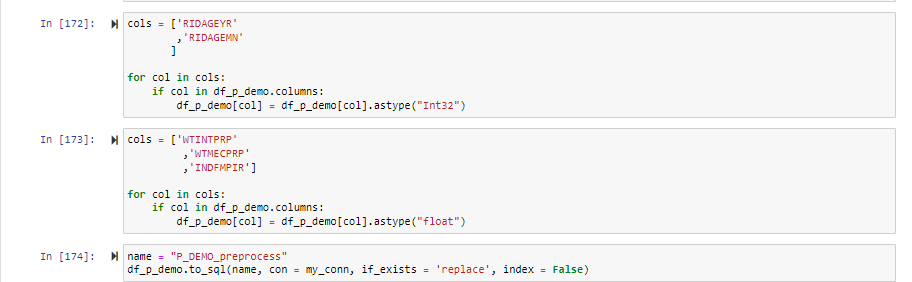 In [172]:
cols = ['RIDAGEYR'
        ,'RIDAGEMN'
       ]

for col in cols:
    if col in df_p_demo.columns:
        df_p_demo[col] = df_p_demo[col].astype("Int32")
In [173]:
cols = ['WTINTPRP'
         ,'WTMECPRP'
         ,'INDFMPIR']

for col in cols:
    if col in df_p_demo.columns:
        df_p_demo[col] = df_p_demo[col].astype("float")
In [174]:
name = "P_DEMO_preprocess"
df_p_demo.to_sql(name, con = my_conn, if_exists = 'replace', index = False)